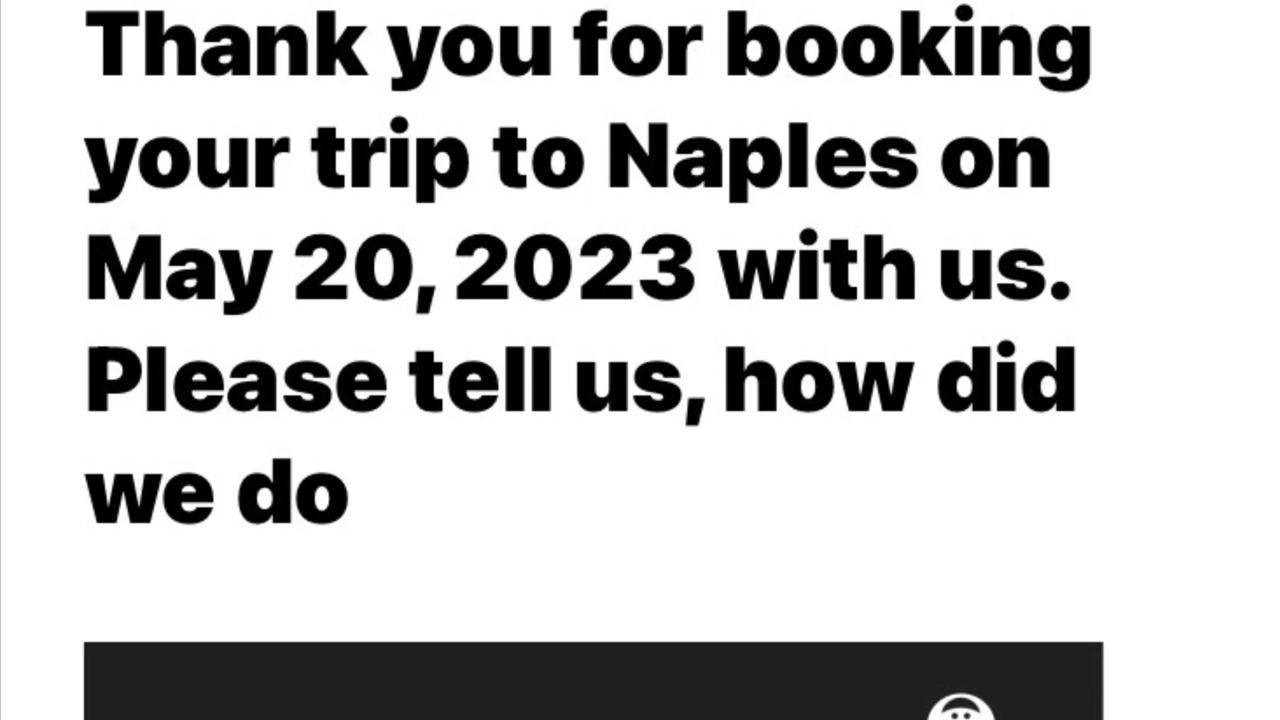 Thank you for booking
your trip to Naples on
May 20, 2023 with us.
Please tell us, how did
we do